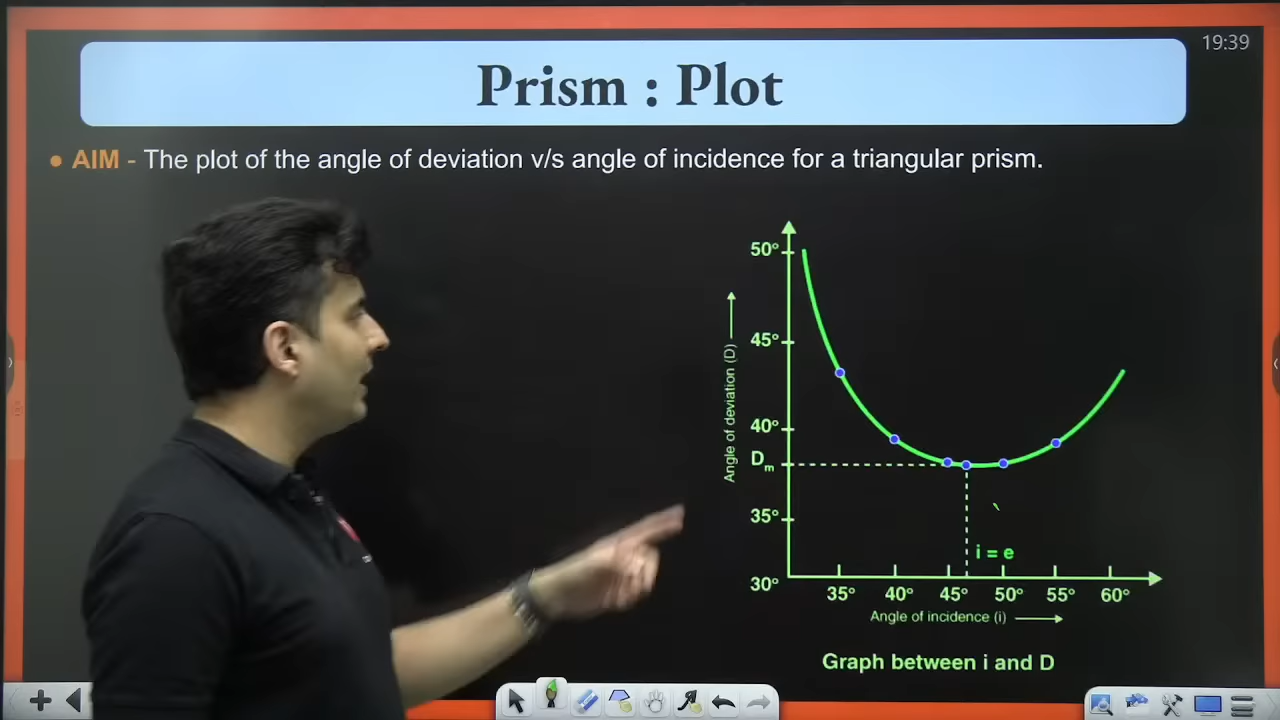 19:39
Prism : Plot
● AIM - The plot of the angle of deviation v/s angle of incidence for a triangular prism.
50°
45°
40°
Dm
35°
30°
Angle of deviation (D)
i = e
35° 40° 45° 50° 55° 60°
Angle of incidence (i)
Graph between i and D